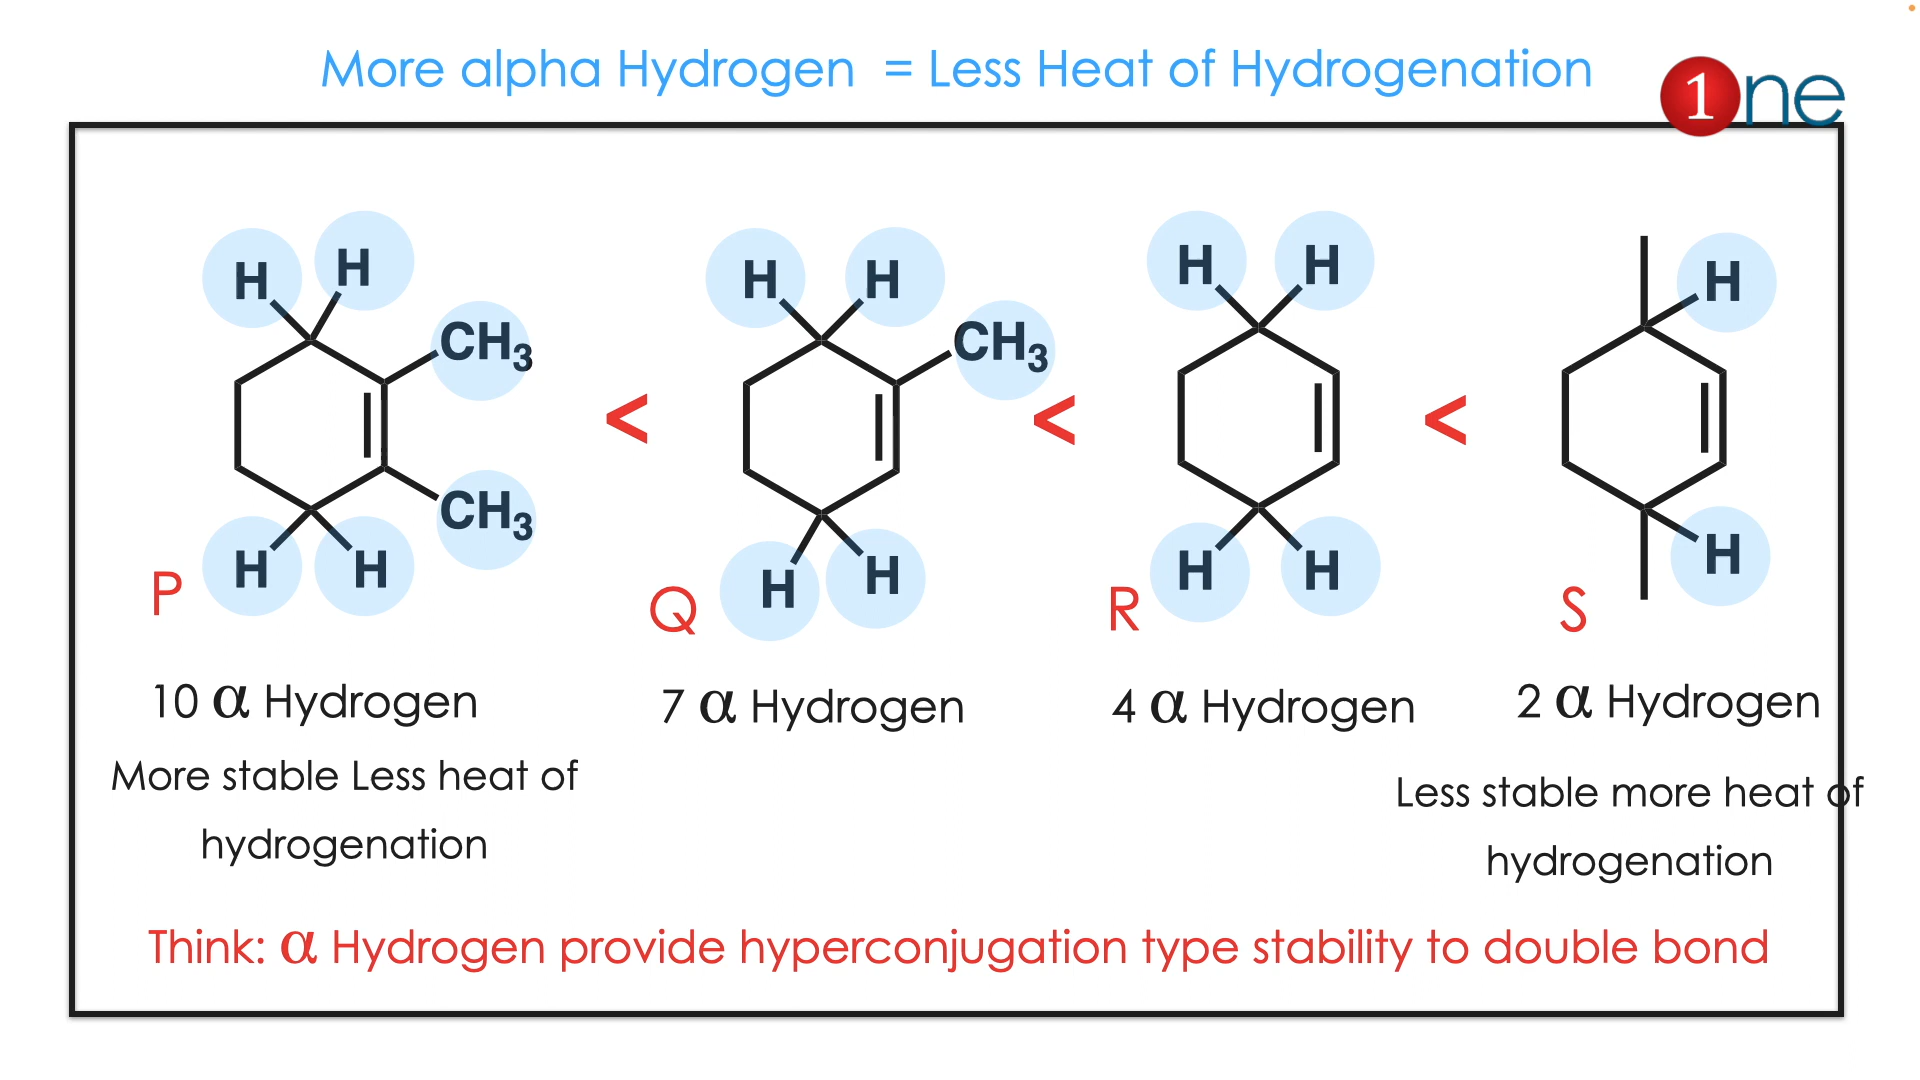 More alpha Hydrogen = Less Heat of Hydrogenation
1ne
H H H H H H H
CH3 CH3
< < <
CH3
H H H H H H H
P Q R S
10 α Hydrogen 7 α Hydrogen 4 α Hydrogen 2 α Hydrogen
More stable Less heat of
hydrogenation
Less stable more heat of
hydrogenation
Think: α Hydrogen provide hyperconjugation type stability to double bond